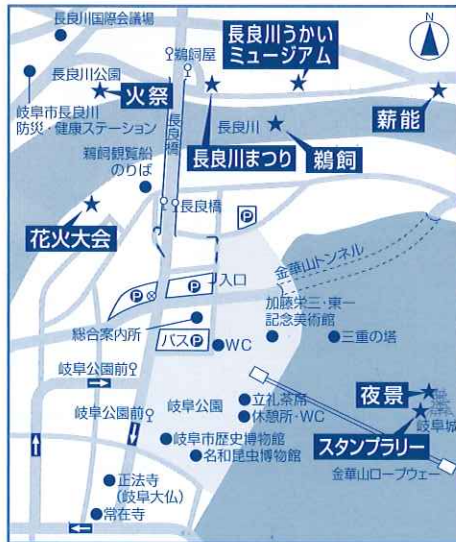 長良川国際会議場
N
長良川公園
火祭
鵜飼屋
長良川うかい
ミュージアム
薪能
岐阜市長良川
防災・健康ステーション
長良橋
長良川まつり
長良川
鵜飼
鵜飼観覧船
のりば
長良橋
花火大会
P
金華山トンネル
P
P
入口
加藤栄三・東一
記念美術館
総合案内所
バスP
WC
三重の塔
岐阜公園前
夜景
岐阜城
岐阜公園前
岐阜公園
立礼茶席
休憩所・WC
スタンプラリー
岐阜市歴史博物館
名和昆虫博物館
金華山ロープウェー
正法寺
(岐阜大仏)
常在寺